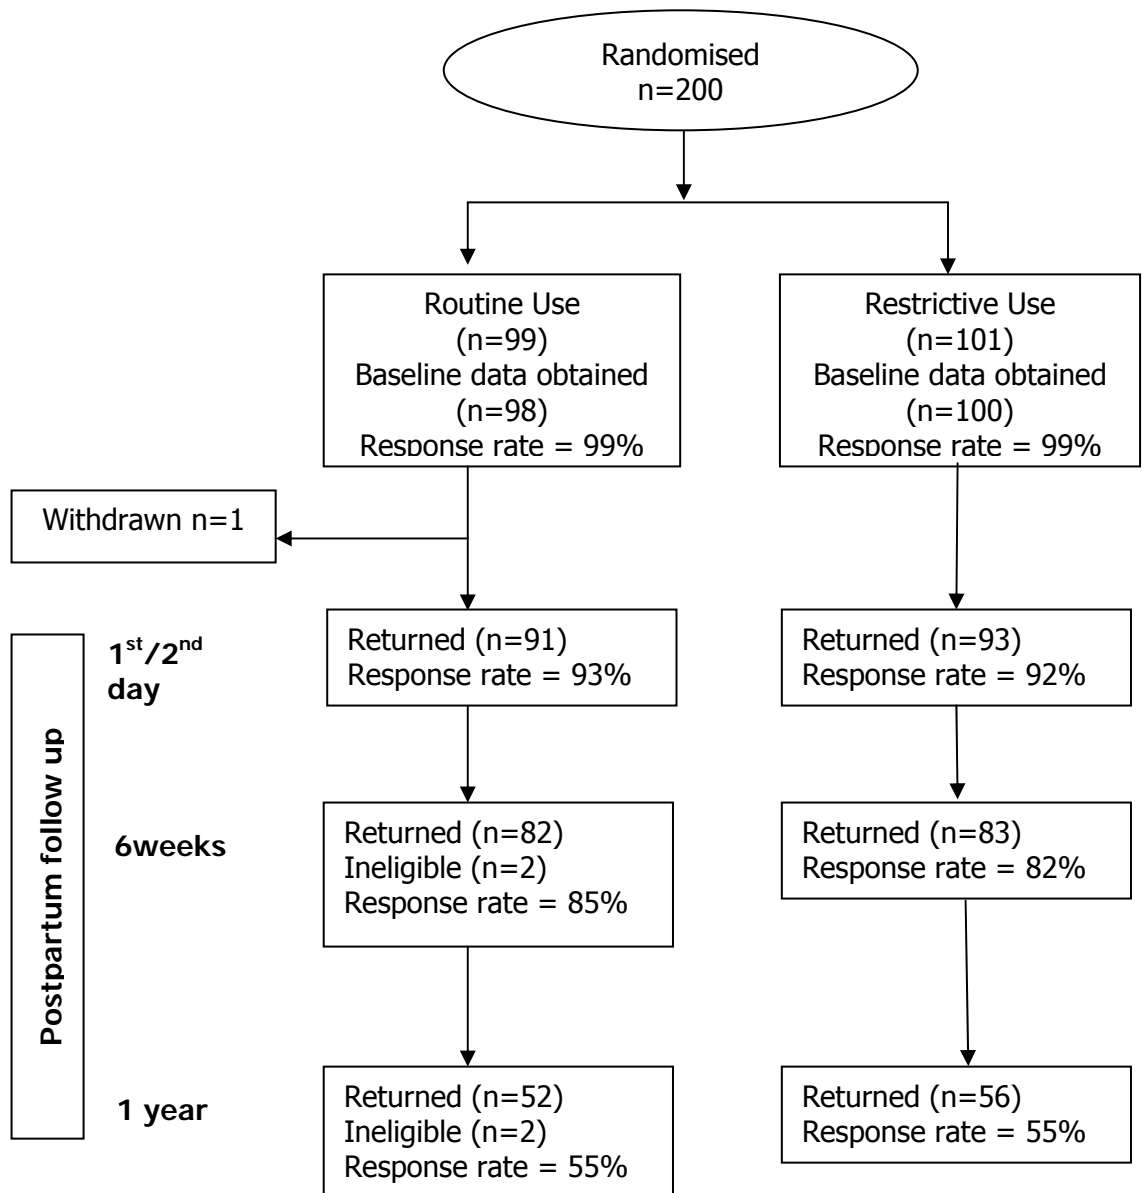 Randomised
n=200
Routine Use
(n=99)
Baseline data obtained
(n=98)
Response rate = 99%
Restrictive Use
(n=101)
Baseline data obtained
(n=100)
Response rate = 99%
Withdrawn n=1
Postpartum follow up
1st/2nd
day
Returned (n=91)
Response rate = 93%
Returned (n=93)
Response rate = 92%
6weeks
Returned (n=82)
Ineligible (n=2)
Response rate = 85%
Returned (n=83)
Response rate = 82%
1 year
Returned (n=52)
Ineligible (n=2)
Response rate = 55%
Returned (n=56)
Response rate = 55%